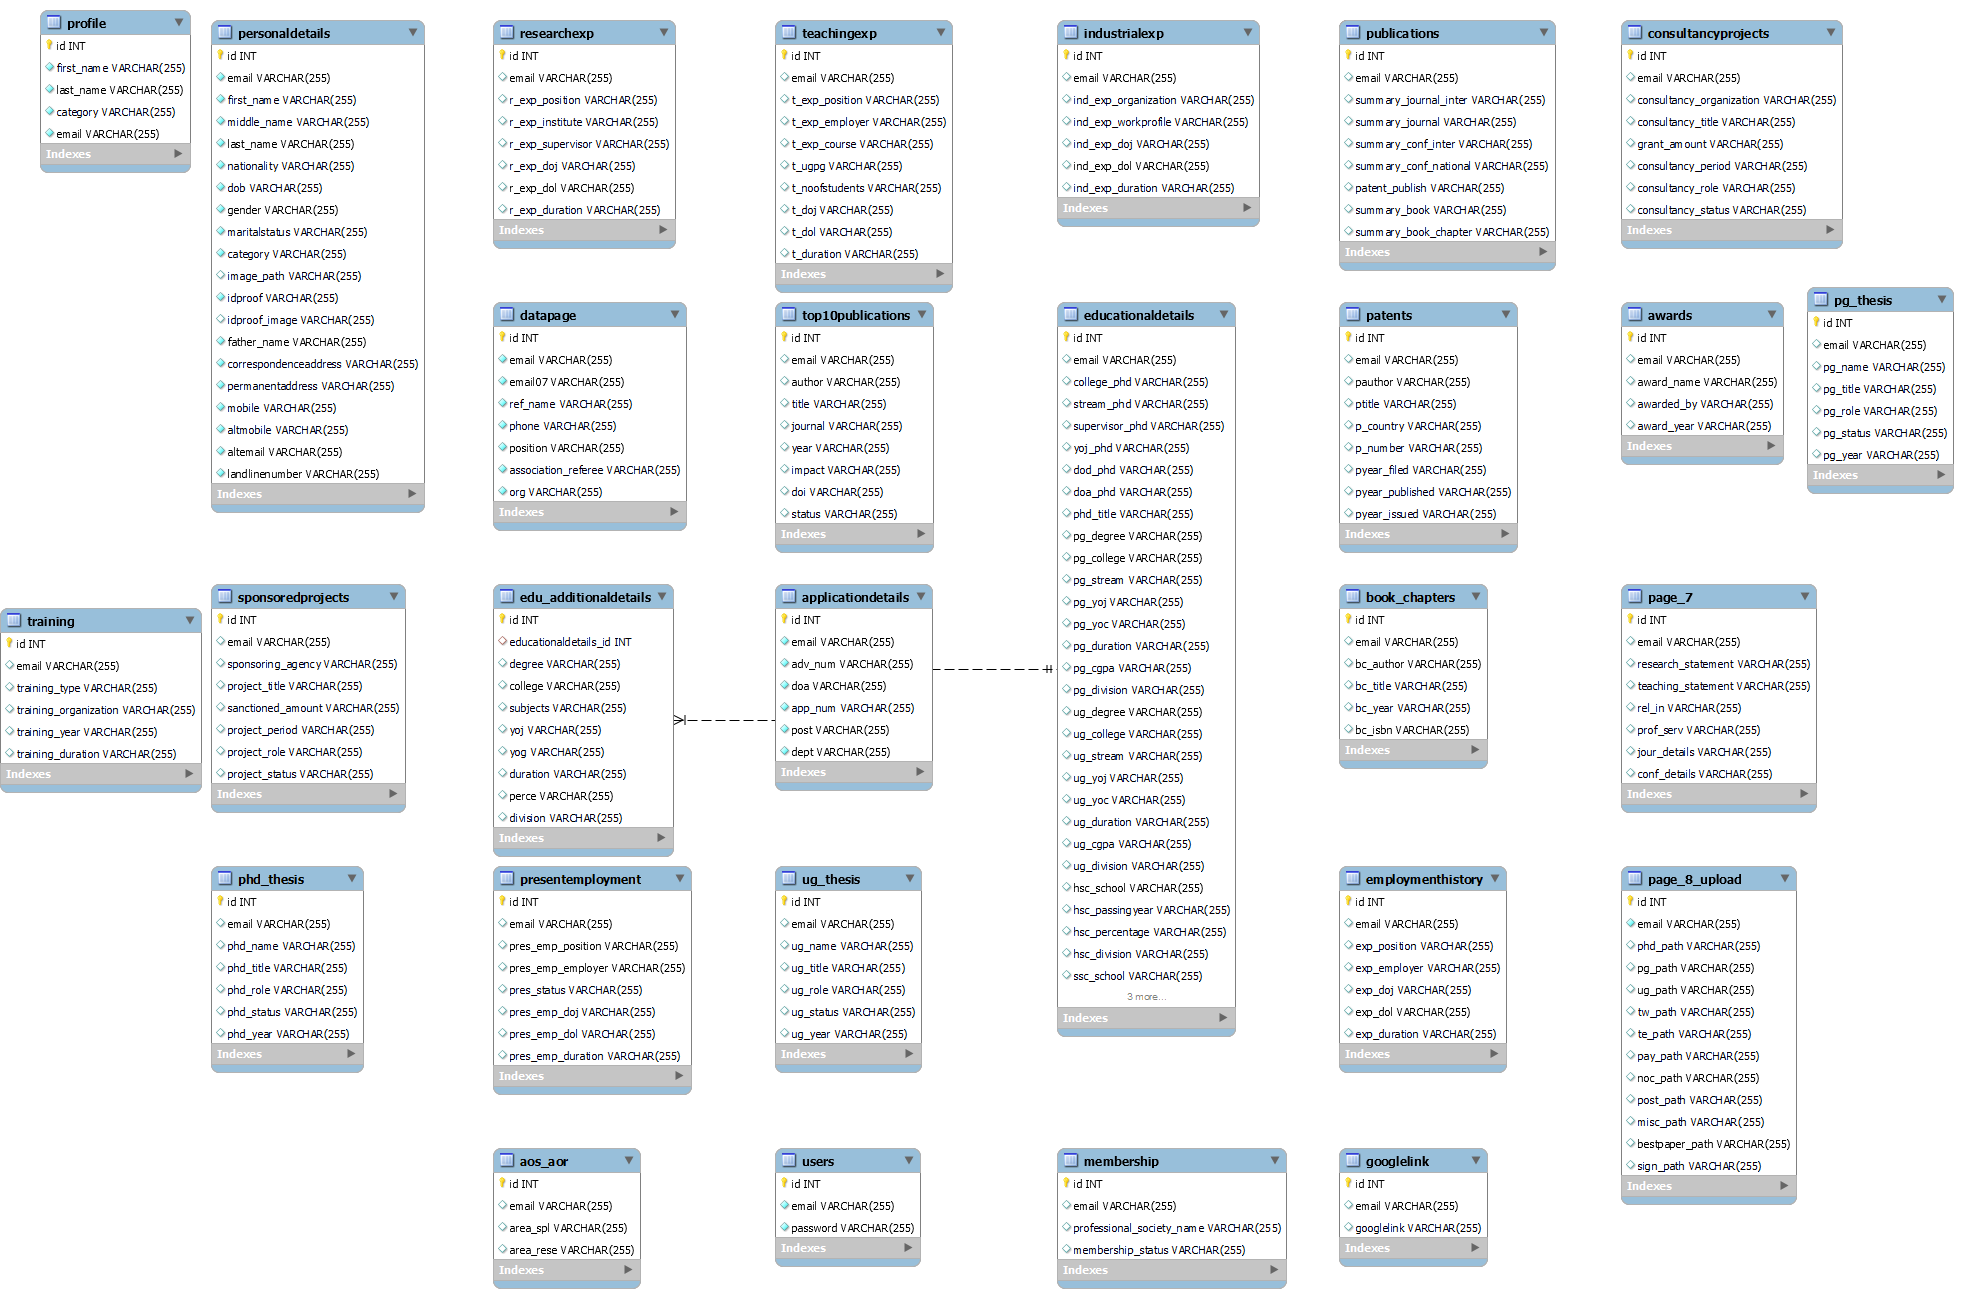 profile
id INT
first_name VARCHAR(255)
last_name VARCHAR(255)
category VARCHAR(255)
email VARCHAR(255)
Indexes
personaldetails
id INT
email VARCHAR(255)
first_name VARCHAR(255)
middle_name VARCHAR(255)
last_name VARCHAR(255)
nationality VARCHAR(255)
dob VARCHAR(255)
gender VARCHAR(255)
maritalstatus VARCHAR(255)
category VARCHAR(255)
image_path VARCHAR(255)
idproof VARCHAR(255)
idproof_image VARCHAR(255)
father_name VARCHAR(255)
correspondenceaddress VARCHAR(255)
permanentaddress VARCHAR(255)
mobile VARCHAR(255)
altmobile VARCHAR(255)
altemail VARCHAR(255)
landlinenumber VARCHAR(255)
Indexes
researchexp
id INT
email VARCHAR(255)
r_exp_position VARCHAR(255)
r_exp_institute VARCHAR(255)
r_exp_supervisor VARCHAR(255)
r_exp_doj VARCHAR(255)
r_exp_dol VARCHAR(255)
r_exp_duration VARCHAR(255)
Indexes
teachingexp
id INT
email VARCHAR(255)
t_exp_position VARCHAR(255)
t_exp_employer VARCHAR(255)
t_exp_course VARCHAR(255)
t_ugpg VARCHAR(255)
t_noofstudents VARCHAR(255)
t_doj VARCHAR(255)
t_dol VARCHAR(255)
t_duration VARCHAR(255)
Indexes
industrialexp
id INT
email VARCHAR(255)
ind_exp_organization VARCHAR(255)
ind_exp_workprofile VARCHAR(255)
ind_exp_doj VARCHAR(255)
ind_exp_dol VARCHAR(255)
ind_exp_duration VARCHAR(255)
Indexes
publications
id INT
email VARCHAR(255)
summary_journal_inter VARCHAR(255)
summary_journal VARCHAR(255)
summary_conf_inter VARCHAR(255)
summary_conf_national VARCHAR(255)
patent_publish VARCHAR(255)
summary_book VARCHAR(255)
summary_book_chapter VARCHAR(255)
Indexes
consultancyprojects
id INT
email VARCHAR(255)
consultancy_organization VARCHAR(255)
consultancy_title VARCHAR(255)
grant_amount VARCHAR(255)
consultancy_period VARCHAR(255)
consultancy_role VARCHAR(255)
consultancy_status VARCHAR(255)
Indexes
datapage
id INT
email VARCHAR(255)
email07 VARCHAR(255)
ref_name VARCHAR(255)
phone VARCHAR(255)
position VARCHAR(255)
association_referee VARCHAR(255)
org VARCHAR(255)
Indexes
top10publications
id INT
email VARCHAR(255)
author VARCHAR(255)
title VARCHAR(255)
journal VARCHAR(255)
year VARCHAR(255)
impact VARCHAR(255)
doi VARCHAR(255)
status VARCHAR(255)
Indexes
educationaldetails
id INT
email VARCHAR(255)
college_phd VARCHAR(255)
stream_phd VARCHAR(255)
supervisor_phd VARCHAR(255)
yoj_phd VARCHAR(255)
dod_phd VARCHAR(255)
doa_phd VARCHAR(255)
phd_title VARCHAR(255)
pg_degree VARCHAR(255)
pg_college VARCHAR(255)
pg_stream VARCHAR(255)
pg_yoj VARCHAR(255)
pg_yoc VARCHAR(255)
pg_duration VARCHAR(255)
pg_cgpa VARCHAR(255)
pg_division VARCHAR(255)
ug_degree VARCHAR(255)
ug_college VARCHAR(255)
ug_stream VARCHAR(255)
ug_yoj VARCHAR(255)
ug_yoc VARCHAR(255)
ug_duration VARCHAR(255)
ug_cgpa VARCHAR(255)
ug_division VARCHAR(255)
hsc_school VARCHAR(255)
hsc_passingyear VARCHAR(255)
hsc_percentage VARCHAR(255)
hsc_division VARCHAR(255)
ssc_school VARCHAR(255)
3 more...
Indexes
patents
id INT
email VARCHAR(255)
pauthor VARCHAR(255)
ptitle VARCHAR(255)
p_country VARCHAR(255)
p_number VARCHAR(255)
pyear_filed VARCHAR(255)
pyear_published VARCHAR(255)
pyear_issued VARCHAR(255)
Indexes
awards
id INT
email VARCHAR(255)
award_name VARCHAR(255)
awarded_by VARCHAR(255)
award_year VARCHAR(255)
Indexes
pg_thesis
id INT
email VARCHAR(255)
pg_name VARCHAR(255)
pg_title VARCHAR(255)
pg_role VARCHAR(255)
pg_status VARCHAR(255)
pg_year VARCHAR(255)
Indexes
training
id INT
email VARCHAR(255)
training_type VARCHAR(255)
training_organization VARCHAR(255)
training_year VARCHAR(255)
training_duration VARCHAR(255)
Indexes
sponsoredprojects
id INT
email VARCHAR(255)
sponsoring_agency VARCHAR(255)
project_title VARCHAR(255)
sanctioned_amount VARCHAR(255)
project_period VARCHAR(255)
project_role VARCHAR(255)
project_status VARCHAR(255)
Indexes
edu_additionaldetails
id INT
educationaldetails_id INT
degree VARCHAR(255)
college VARCHAR(255)
subjects VARCHAR(255)
yoj VARCHAR(255)
yog VARCHAR(255)
duration VARCHAR(255)
perce VARCHAR(255)
division VARCHAR(255)
Indexes
applicationdetails
id INT
email VARCHAR(255)
adv_num VARCHAR(255)
doa VARCHAR(255)
app_num VARCHAR(255)
post VARCHAR(255)
dept VARCHAR(255)
Indexes
book_chapters
id INT
email VARCHAR(255)
bc_author VARCHAR(255)
bc_title VARCHAR(255)
bc_year VARCHAR(255)
bc_isbn VARCHAR(255)
Indexes
page_7
id INT
email VARCHAR(255)
research_statement VARCHAR(255)
teaching_statement VARCHAR(255)
rel_in VARCHAR(255)
prof_serv VARCHAR(255)
jour_details VARCHAR(255)
conf_details VARCHAR(255)
Indexes
phd_thesis
id INT
email VARCHAR(255)
phd_name VARCHAR(255)
phd_title VARCHAR(255)
phd_role VARCHAR(255)
phd_status VARCHAR(255)
phd_year VARCHAR(255)
Indexes
presentemployment
id INT
email VARCHAR(255)
pres_emp_position VARCHAR(255)
pres_emp_employer VARCHAR(255)
pres_status VARCHAR(255)
pres_emp_doj VARCHAR(255)
pres_emp_dol VARCHAR(255)
pres_emp_duration VARCHAR(255)
Indexes
ug_thesis
id INT
email VARCHAR(255)
ug_name VARCHAR(255)
ug_title VARCHAR(255)
ug_role VARCHAR(255)
ug_status VARCHAR(255)
ug_year VARCHAR(255)
Indexes
employmenthistory
id INT
email VARCHAR(255)
exp_position VARCHAR(255)
exp_employer VARCHAR(255)
exp_doj VARCHAR(255)
exp_dol VARCHAR(255)
exp_duration VARCHAR(255)
Indexes
page_8_upload
id INT
email VARCHAR(255)
phd_path VARCHAR(255)
pg_path VARCHAR(255)
ug_path VARCHAR(255)
tw_path VARCHAR(255)
te_path VARCHAR(255)
pay_path VARCHAR(255)
noc_path VARCHAR(255)
post_path VARCHAR(255)
misc_path VARCHAR(255)
bestpaper_path VARCHAR(255)
sign_path VARCHAR(255)
Indexes
aos_aor
id INT
email VARCHAR(255)
area_spl VARCHAR(255)
area_rese VARCHAR(255)
Indexes
users
id INT
email VARCHAR(255)
password VARCHAR(255)
Indexes
membership
id INT
email VARCHAR(255)
professional_society_name VARCHAR(255)
membership_status VARCHAR(255)
Indexes
googlelink
id INT
email VARCHAR(255)
googlelink VARCHAR(255)
Indexes